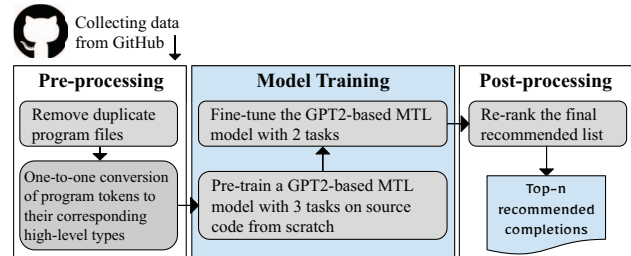 Collecting data
from GitHub
Pre-processing
Remove duplicate
program files
One-to-one conversion
of program tokens to
their corresponding
high-level types
Model Training
Fine-tune the GPT2-based MTL
model with 2 tasks
Pre-train a GPT2-based MTL
model with 3 tasks on source
code from scratch
Post-processing
Re-rank the final
recommended list
Top-n
recommended
completions